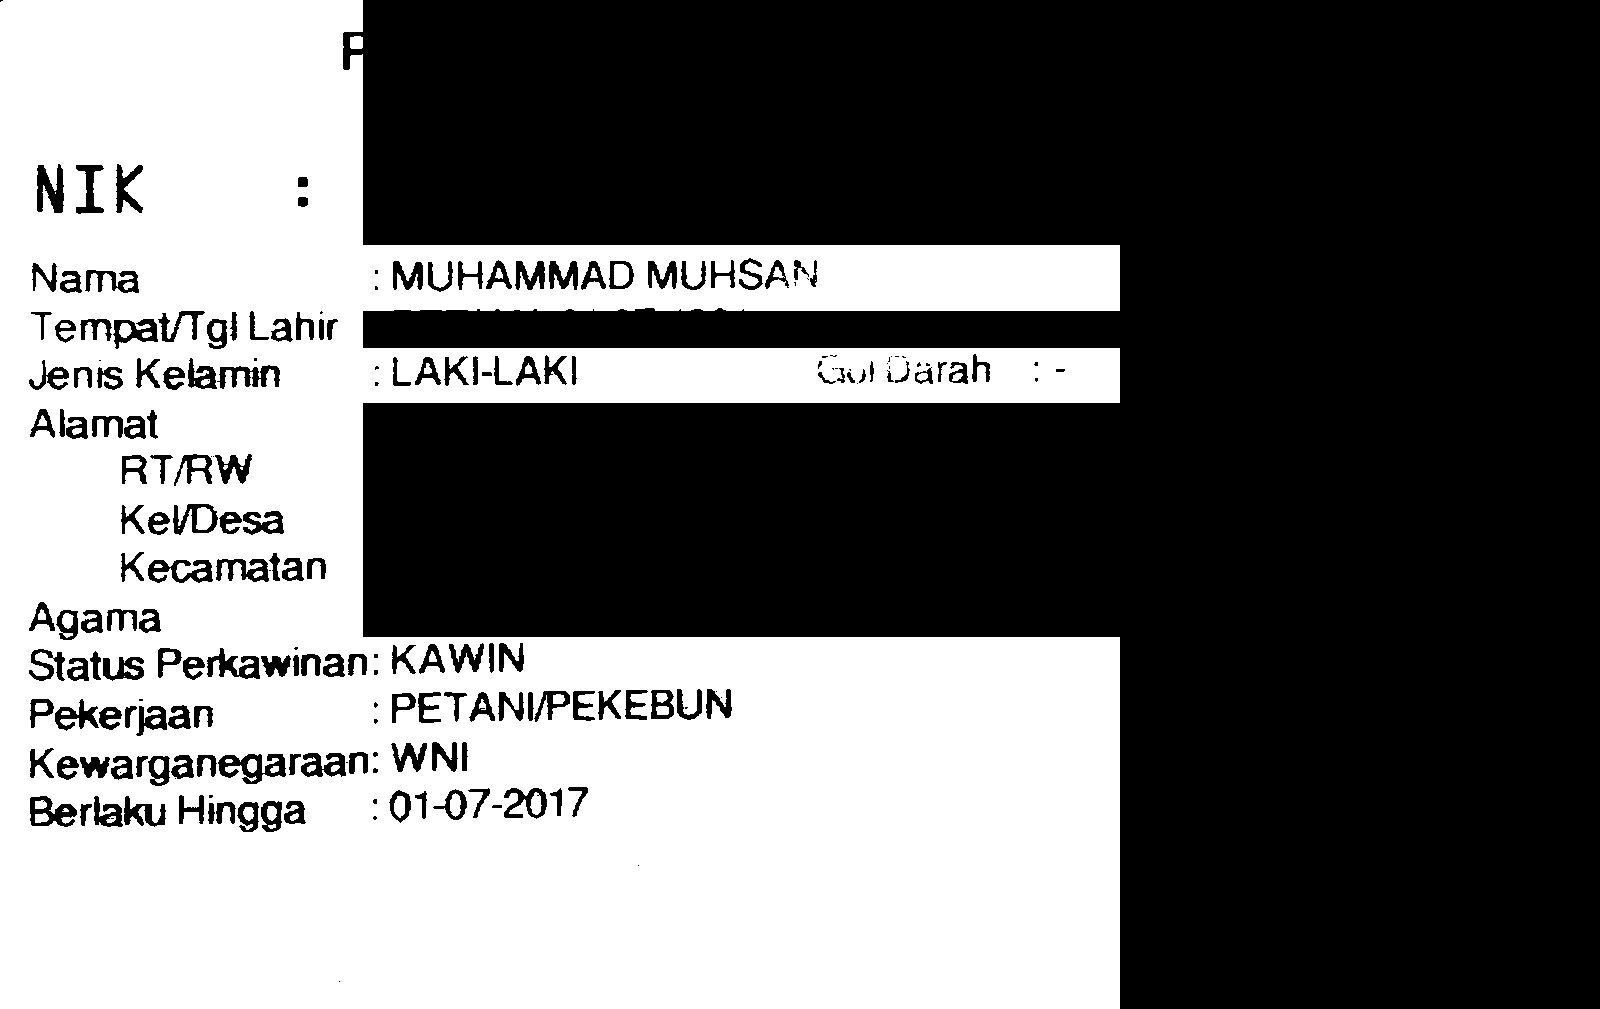 NIK :
Nama : MUHAMMAD MUHSAN
Tempat/Tgl Lahir
Jenis Kelamin : LAKI-LAKI Gol Darah : -
Alamat
RT/RW
Kel/Desa
Kecamatan
Agama
Status Perkawinan: KAWIN
Pekerjaan : PETANI/PEKEBUN
Kewarganegaraan: WNI
Berlaku Hingga : 01-07-2017